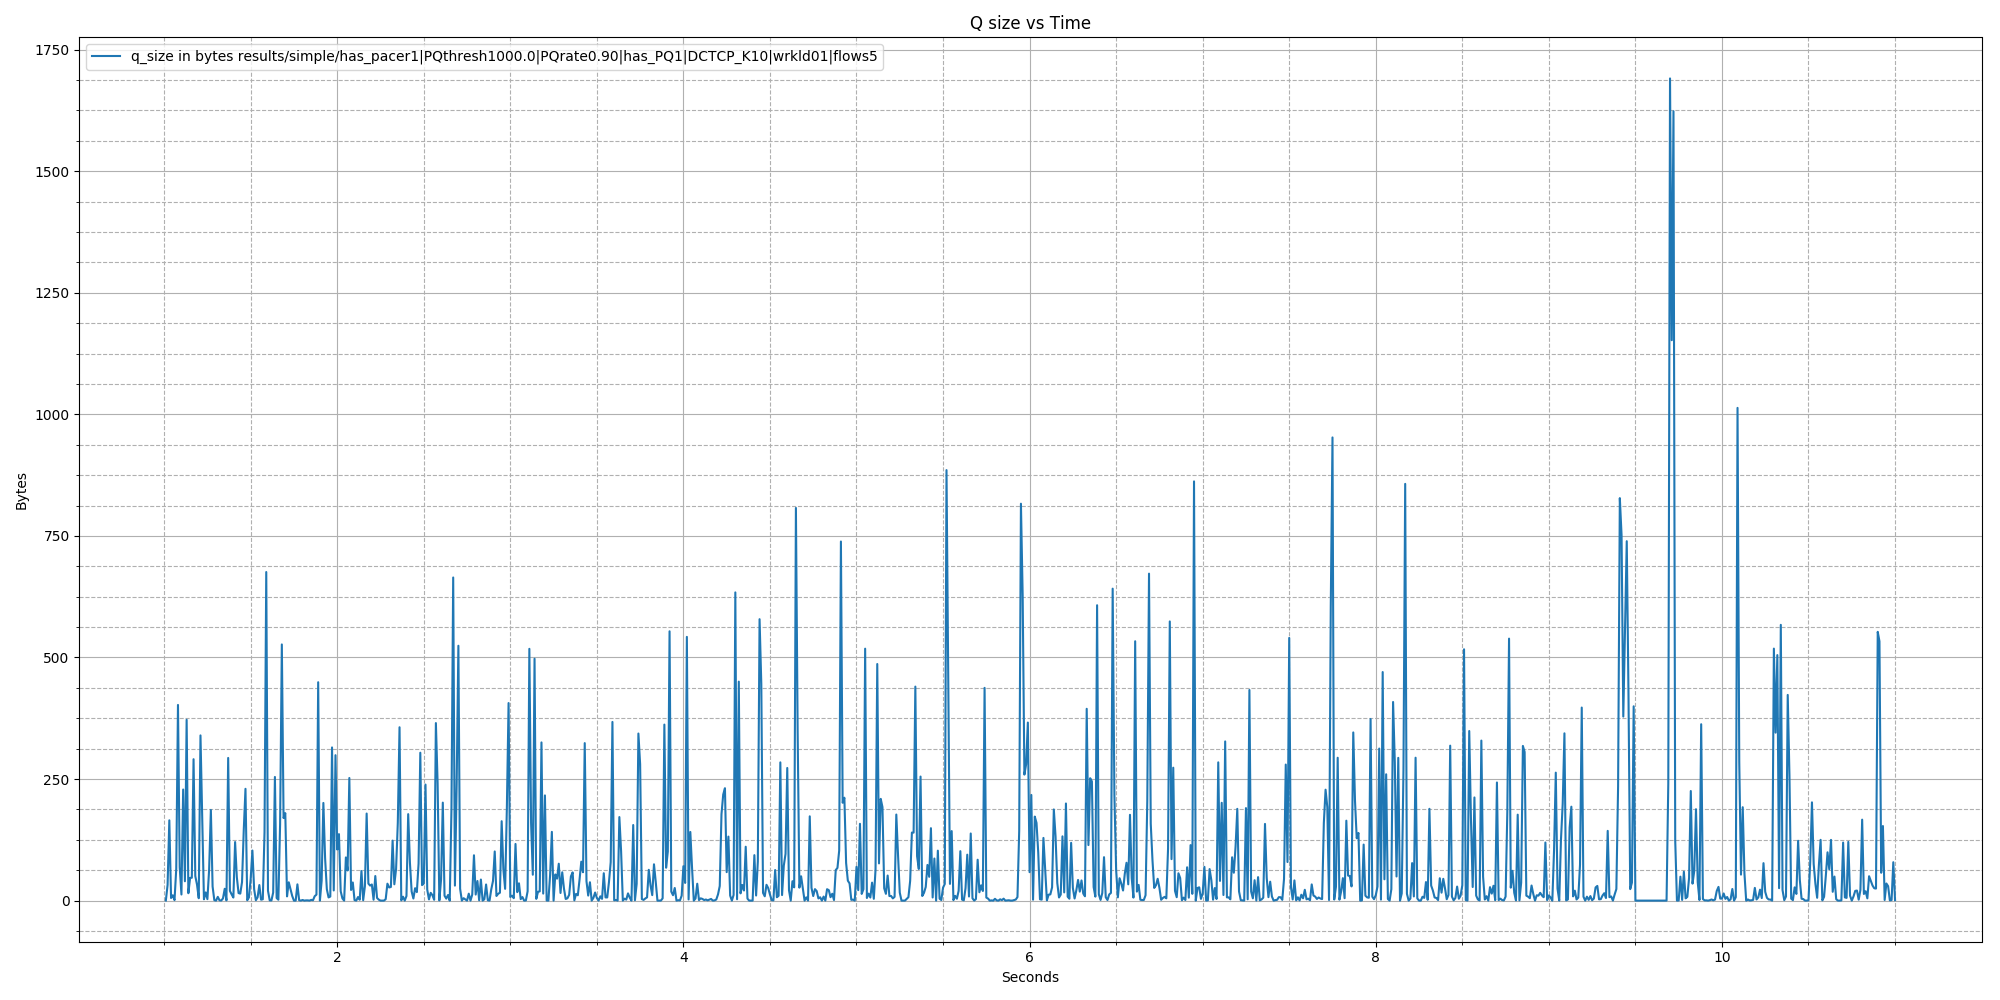 Q size vs Time
q_size in bytes results/simple/has_pacer1|PQthresh1000.0|PQrate0.90|has_PQ1|DCTCP_K10|wrkld01|flows5
1750
1500
1250
1000
750
500
250
0
Bytes
2 4 6 8 10
Seconds